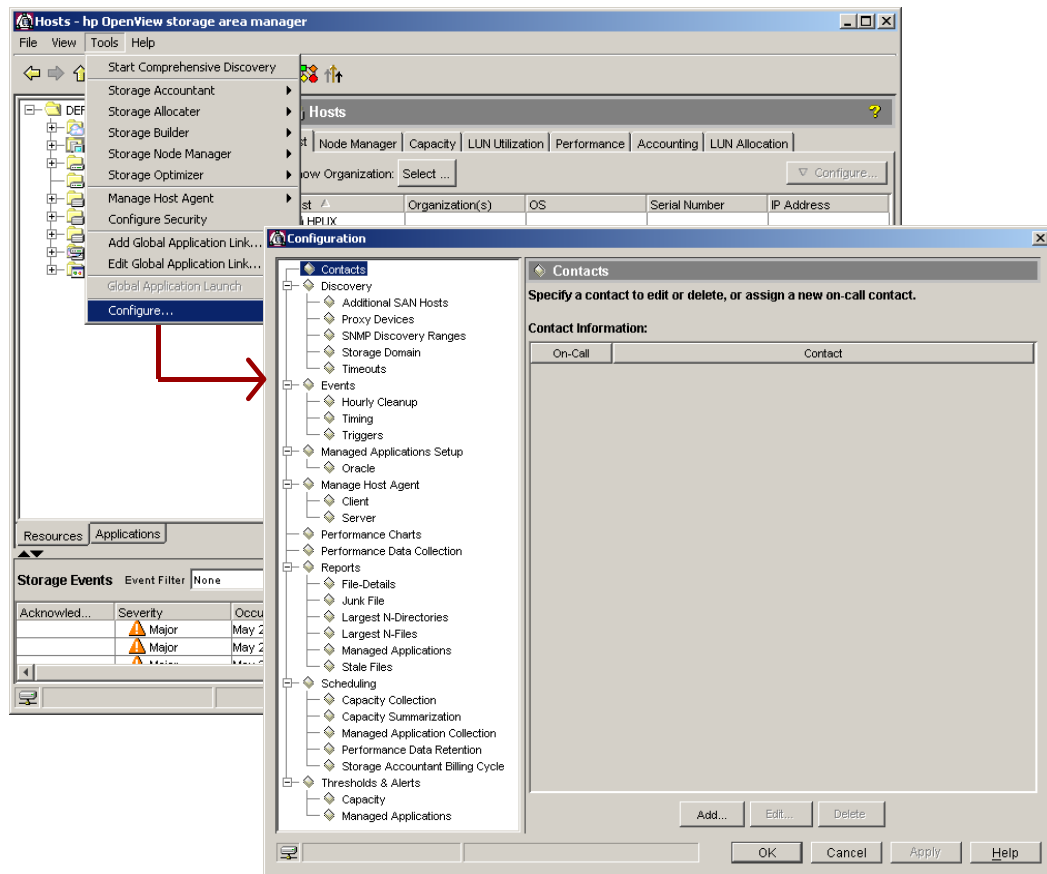 Hosts - hp OpenView storage area manager
File View Tools Help
Start Comprehensive Discovery
Storage Accountant
Storage Allocater
Storage Builder
Storage Node Manager
Storage Optimizer
Manage Host Agent
Configure Security
Add Global Application Link...
Edit Global Application Link...
Global Application Launch
Configure...
Hosts
?
Node Manager Capacity LUN Utilization Performance Accounting LUN Allocation
Organization: Select ... Configure...
Organization(s) OS Serial Number IP Address
Resources Applications
Storage Events Event Filter None
Acknowled... Severity Occu
Major May 2
Major May 2
Configuration
Contacts
Discovery
Additional SAN Hosts
Proxy Devices
SNMP Discovery Ranges
Storage Domain
Timeouts
Events
Hourly Cleanup
Timing
Triggers
Managed Applications Setup
Oracle
Manage Host Agent
Client
Server
Performance Charts
Performance Data Collection
Reports
File-Details
Junk File
Largest N-Directories
Largest N-Files
Managed Applications
Stale Files
Scheduling
Capacity Collection
Capacity Summarization
Managed Application Collection
Performance Data Retention
Storage Accountant Billing Cycle
Thresholds & Alerts
Capacity
Managed Applications
Contacts
Specify a contact to edit or delete, or assign a new on-call contact.
Contact Information:
On-Call Contact
Add... Edit... Delete
OK Cancel Apply Help